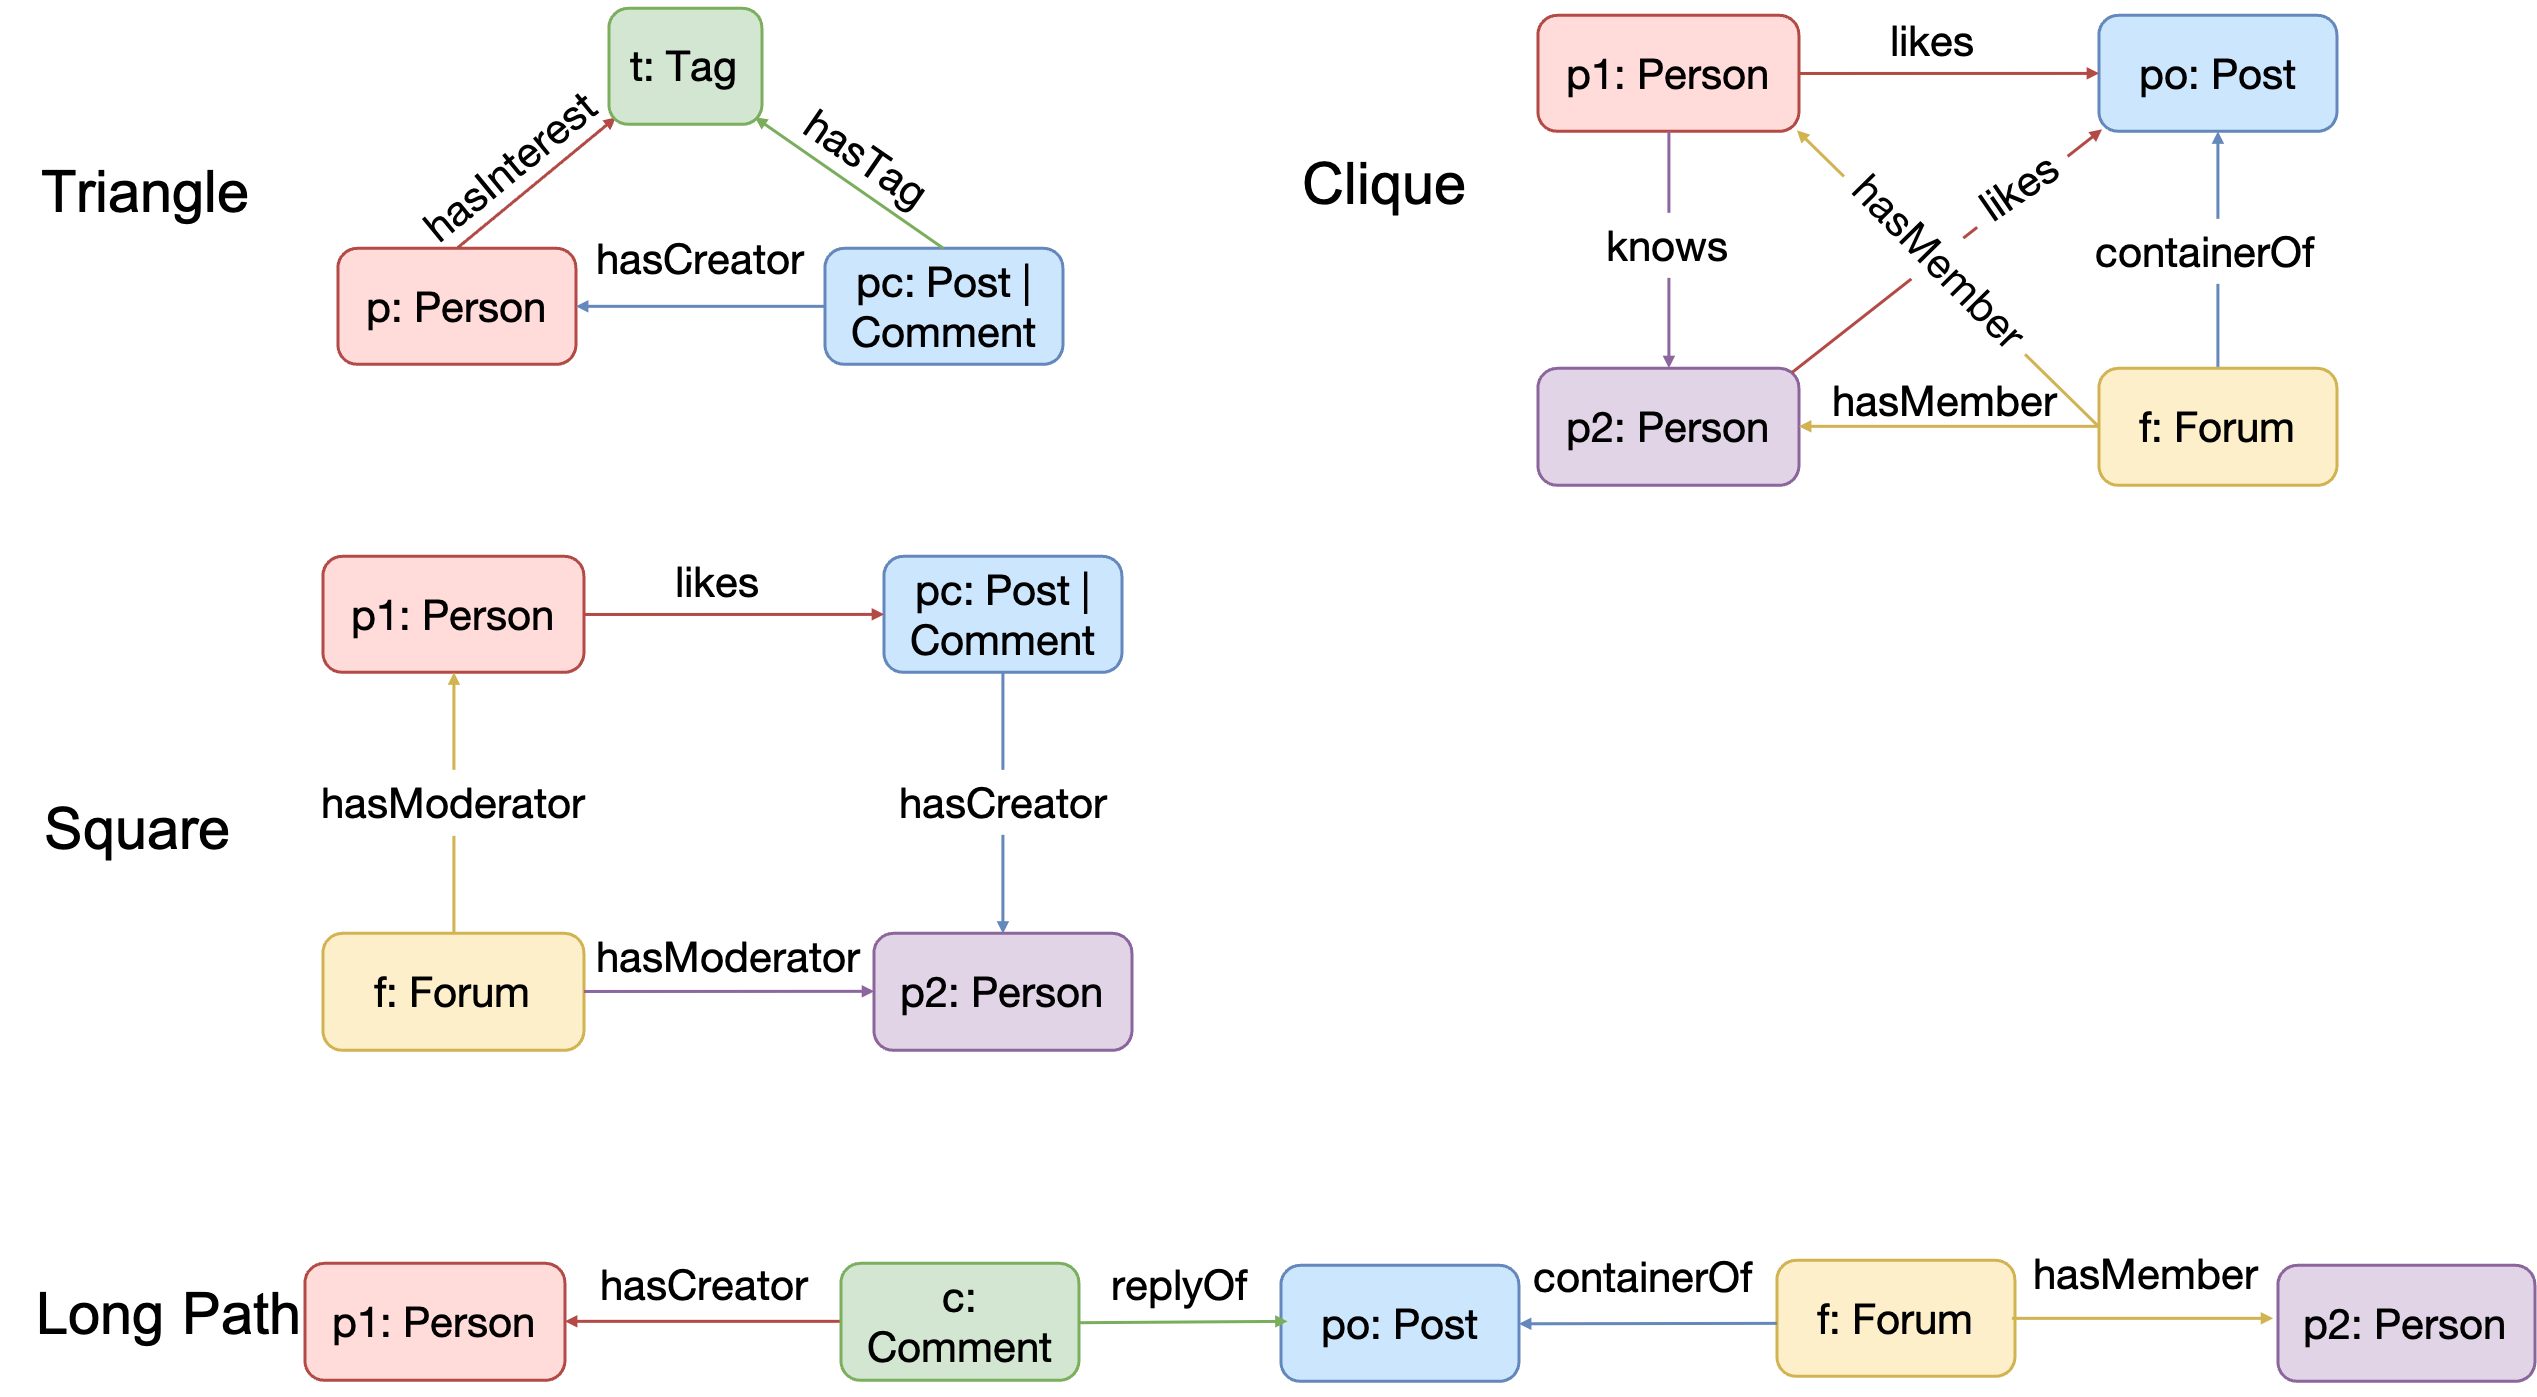 Triangle
t: Tag
hasInterest
hasTag
p: Person
hasCreator
pc: Post |
Comment
Clique
p1: Person
likes
po: Post
knows
hasMember
likes
containerOf
p2: Person
hasMember
f: Forum
Square
p1: Person
likes
pc: Post |
Comment
hasModerator
hasCreator
f: Forum
hasModerator
p2: Person
Long Path
p1: Person
hasCreator
c:
Comment
replyOf
po: Post
containerOf
f: Forum
hasMember
p2: Person